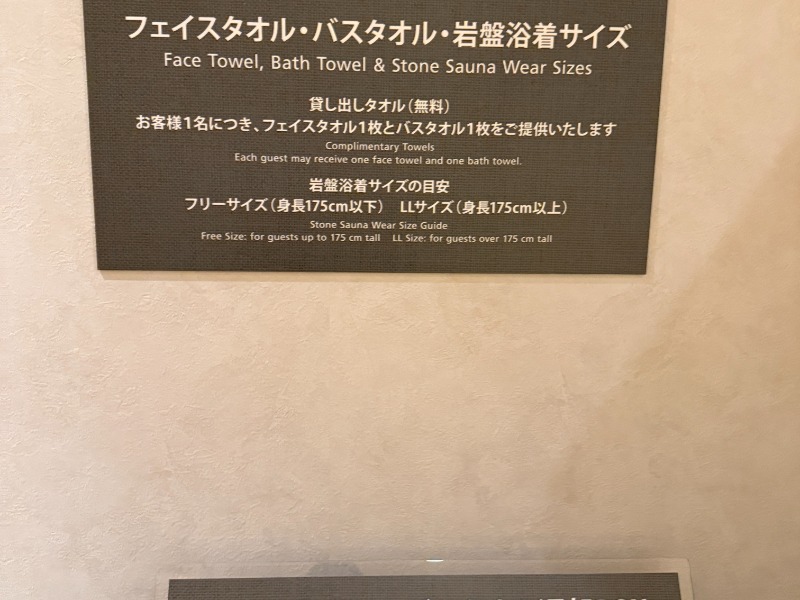 フェイスタオル・バスタオル・岩盤浴着サイズ
Face Towel, Bath Towel & Stone Sauna Wear Sizes
貸し出しタオル（無料）
お客様1名につき、フェイスタオル1枚とバスタオル1枚をご提供いたします
Complimentary Towels
Each guest may receive one face towel and one bath towel.
岩盤浴着サイズの目安
フリーサイズ（身長175cm以下） LLサイズ（身長175cm以上）
Stone Sauna Wear Size Guide
Free Size: for guests up to 175 cm tall LL Size: for guests over 175 cm tall